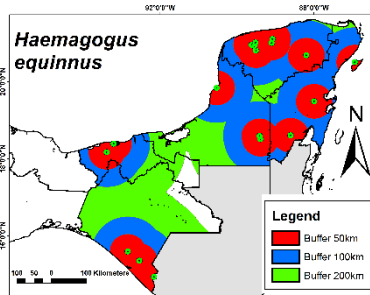 92°0'0"W
88°0'0"W
Haemagogus
equinnus
20°0'0"N
18°0'0"N
16°0'0"N
N
Legend
Buffer 50km
Buffer 100km
Buffer 200km
100 50 0 100 Kilometers